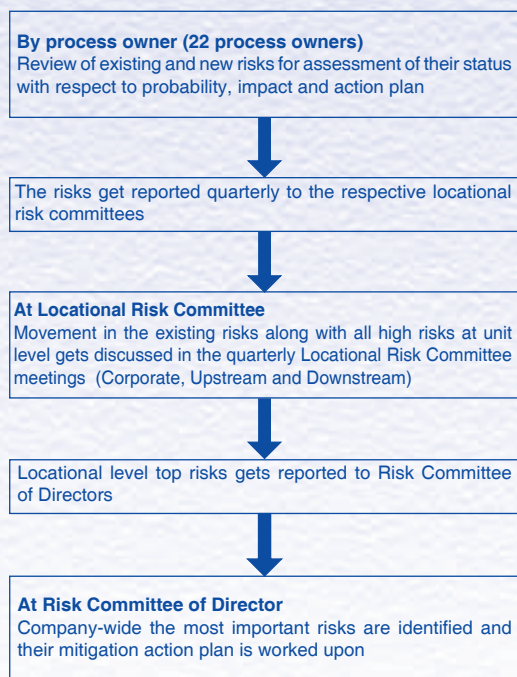 By process owner (22 process owners)
Review of existing and new risks for assessment of their status
with respect to probability, impact and action plan
The risks get reported quarterly to the respective locational
risk committees
At Locational Risk Committee
Movement in the existing risks along with all high risks at unit
level gets discussed in the quarterly Locational Risk Committee
meetings (Corporate, Upstream and Downstream)
Locational level top risks gets reported to Risk Committee
of Directors
At Risk Committee of Director
Company-wide the most important risks are identified and
their mitigation action plan is worked upon